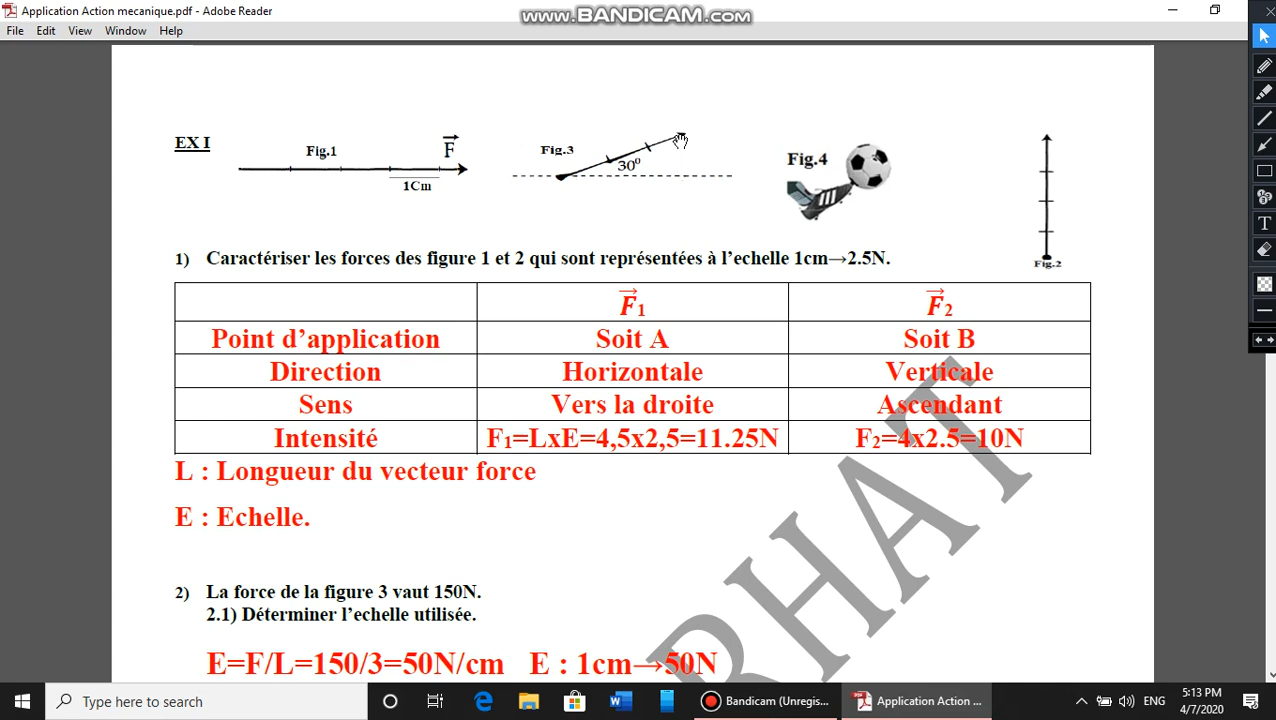 Application Action mecanique.pdf - Adobe Reader
www.BANDICAM.com
File Edit View Window Help
EX I
Fig.1
F
1Cm
Fig.3
30⁰
Fig.4
Fig.2
1) Caractériser les forces des figure 1 et 2 qui sont représentées à l'echelle 1cm→2.5N.
F1 F2
Point d'application Soit A Soit B
Direction Horizontale Verticale
Sens Vers la droite Ascendant
Intensité F1=LxE=4,5x2,5=11.25N F2=4x2.5=10N
L : Longueur du vecteur force
E : Echelle.
2) La force de la figure 3 vaut 150N.
2.1) Déterminer l'echelle utilisée.
E=F/L=150/3=50N/cm E : 1cm→50N
Type here to search
Bandicam (Unregis...
Application Action ...
ENG
5:13 PM
4/7/2020